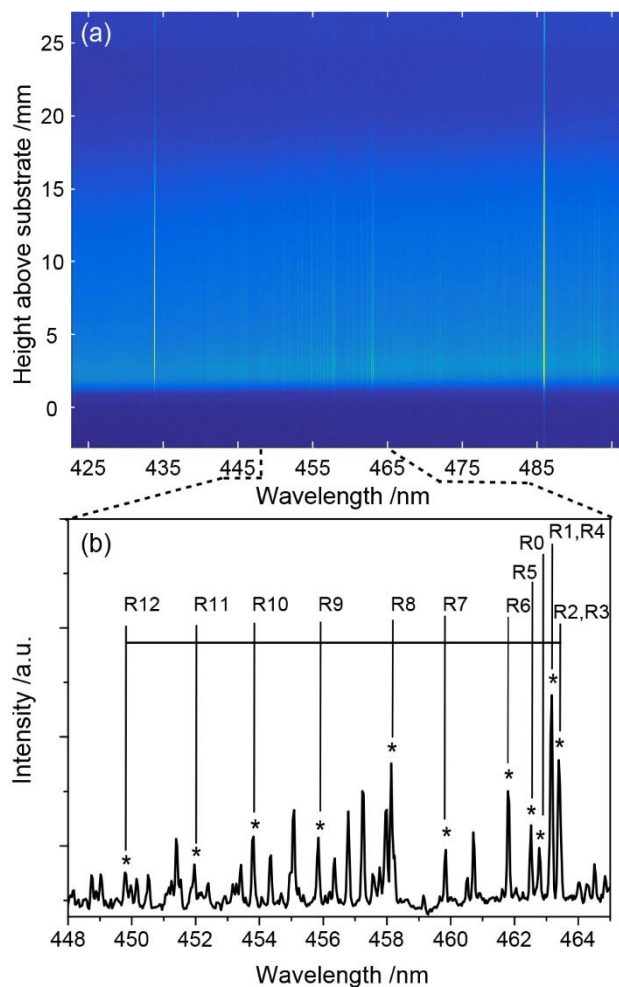 (a)
25
20
15
10
5
0
Height above substrate /mm
425 435 445 455 465 475 485
Wavelength /nm
(b)
R1,R4
R0
R5
R2,R3
R12 R11 R10 R9 R8 R7 R6
* * * * * * * * * * *
Intensity /a.u.
448 450 452 454 456 458 460 462 464
Wavelength /nm